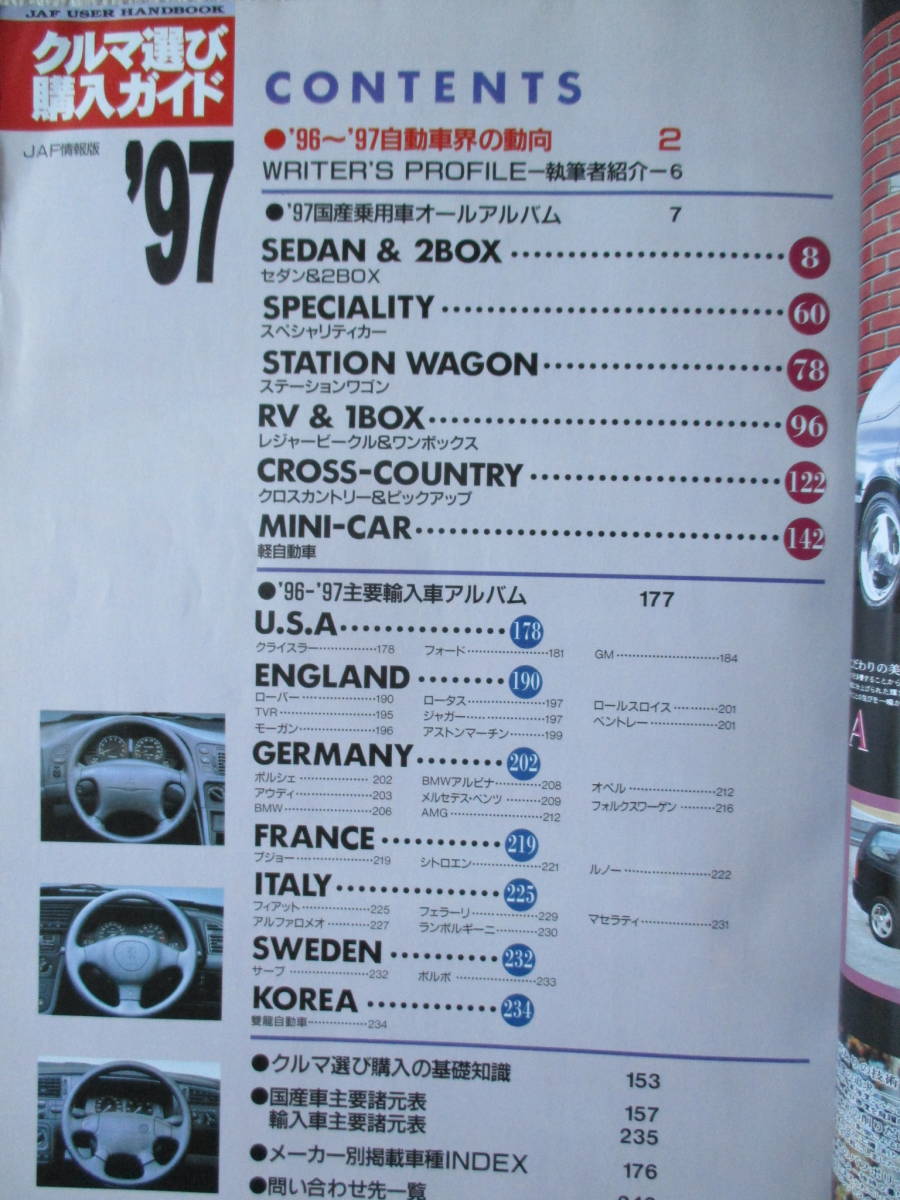 JAF USER HANDBOOK
クルマ選び
購入ガイド
JAF情報版
'97
CONTENTS
●'96〜'97自動車界の動向 2
WRITER'S PROFILE−執筆者紹介−6
●'97国産乗用車オールアルバム 7
SEDAN & 2BOX 8
セダン&2BOX
SPECIALITY 60
スペシャリティカー
STATION WAGON 78
ステーションワゴン
RV & 1BOX 96
レジャービークル&ワンボックス
CROSS-COUNTRY 122
クロスカントリー&ピックアップ
MINI-CAR 142
軽自動車
●'96-'97主要輸入車アルバム 177
U.S.A 178
クライスラー 178 フォード 181 GM 184
ENGLAND 190
ローバー 190 ロータス 197 ロールスロイス 201
TVR 195 ジャガー 197 ベントレー 201
モーガン 196 アストンマーチン 199
GERMANY 202
ポルシェ 202 BMWアルピナ 208 オペル 212
アウディ 203 メルセデス・ベンツ 209 フォルクスワーゲン 216
BMW 206 AMG 212
FRANCE 219
プジョー 219 シトロエン 221 ルノー 222
ITALY 225
フィアット 225 フェラーリ 229 マセラティ 231
アルファロメオ 227 ランボルギーニ 230
SWEDEN 232
サーブ 232 ボルボ 233
KOREA 234
雙龍自動車 234
●クルマ選び購入の基礎知識 153
●国産車主要諸元表 157
輸入車主要諸元表 235
●メーカー別掲載車種INDEX 176
●問い合わせ先一覧
こだわりの美
A